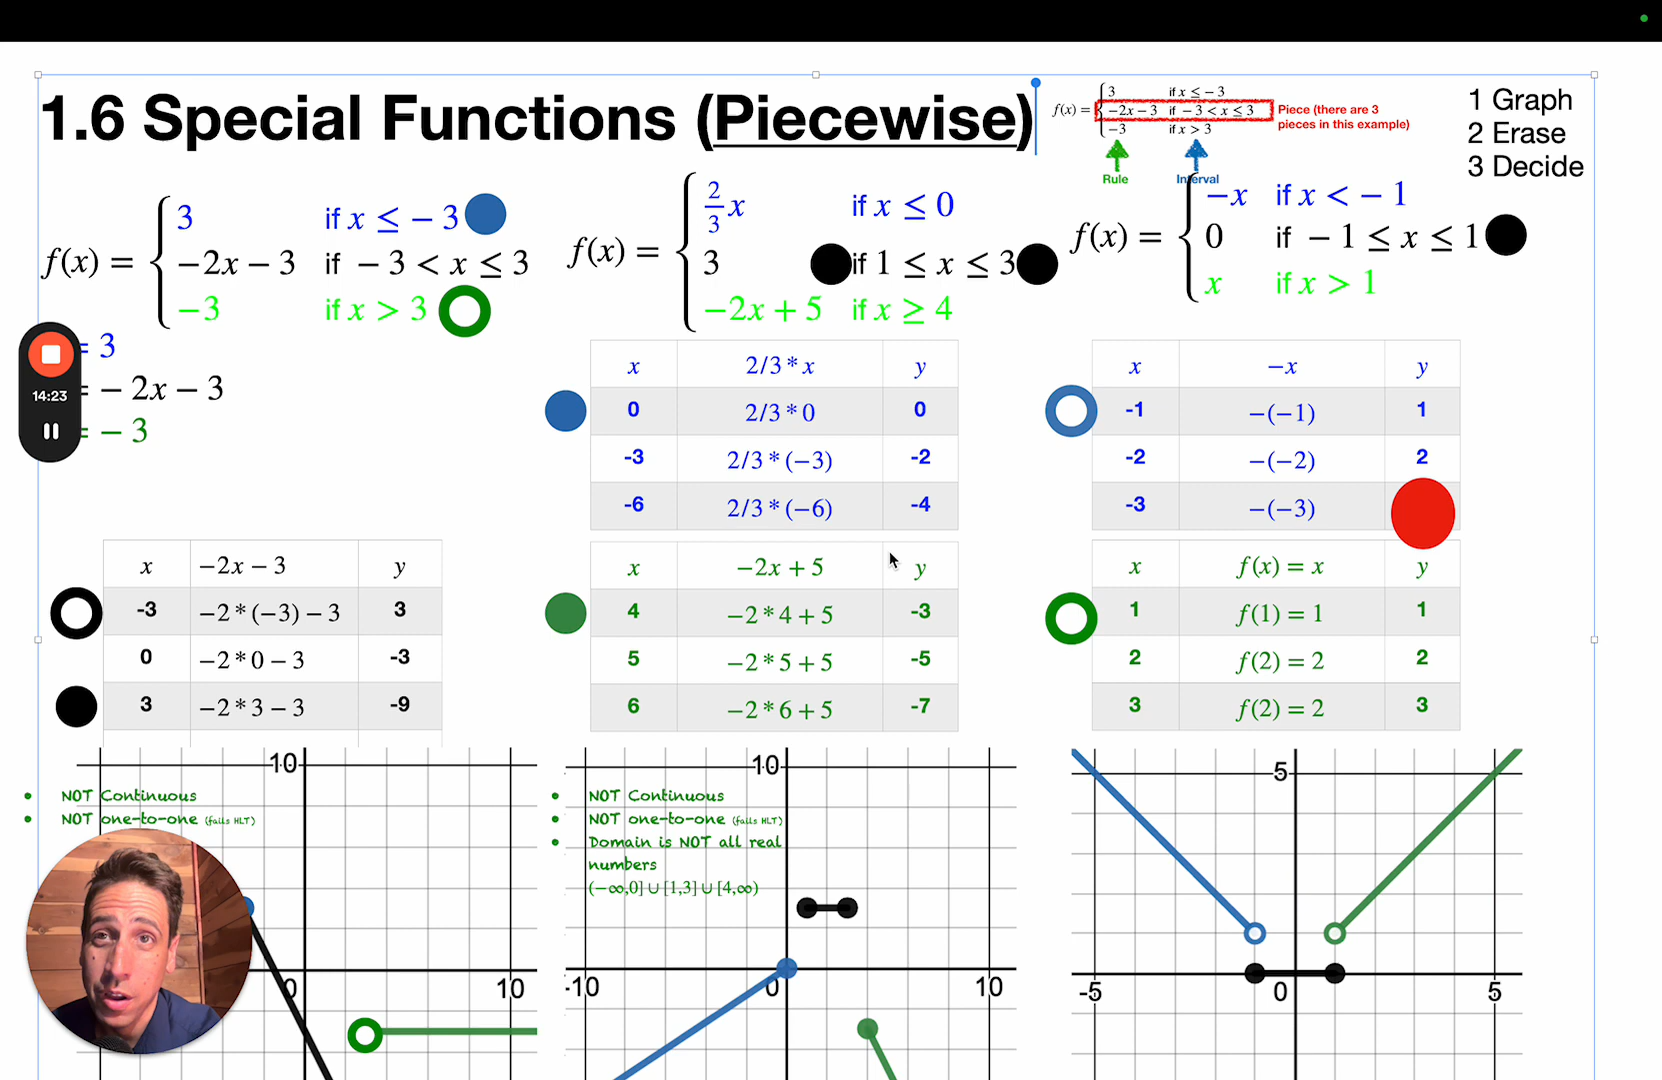 1.6 Special Functions (Piecewise)
f(x) = { 3 if x ≤ − 3
−2x − 3 if − 3 < x ≤ 3
−3 if x > 3
Piece (there are 3
pieces in this example)
Rule
Interval
1 Graph
2 Erase
3 Decide
f(x) = { 3 if x ≤ − 3
−2x − 3 if − 3 < x ≤ 3
−3 if x > 3
f(x) = { 2/3 x if x ≤ 0
3 if 1 ≤ x ≤ 3
−2x + 5 if x ≥ 4
f(x) = { −x if x < − 1
0 if − 1 ≤ x ≤ 1
x if x > 1
= 3
= − 2x − 3
= − 3
14:23
x 2/3 * x y
0 2/3 * 0 0
-3 2/3 * (−3) -2
-6 2/3 * (−6) -4
x −x y
-1 −(−1) 1
-2 −(−2) 2
-3 −(−3)
x −2x − 3 y
-3 −2 * (−3) − 3 3
0 −2 * 0 − 3 -3
3 −2 * 3 − 3 -9
x −2x + 5 y
4 −2 * 4 + 5 -3
5 −2 * 5 + 5 -5
6 −2 * 6 + 5 -7
x f(x) = x y
1 f(1) = 1 1
2 f(2) = 2 2
3 f(2) = 2 3
10
• NOT Continuous
• NOT one-to-one (fails HLT)
0 10
10
• NOT Continuous
• NOT one-to-one (fails HLT)
• Domain is NOT all real
numbers
(−∞,0] ∪ [1,3] ∪ [4,∞)
-10 0 10
5
-5 0 5